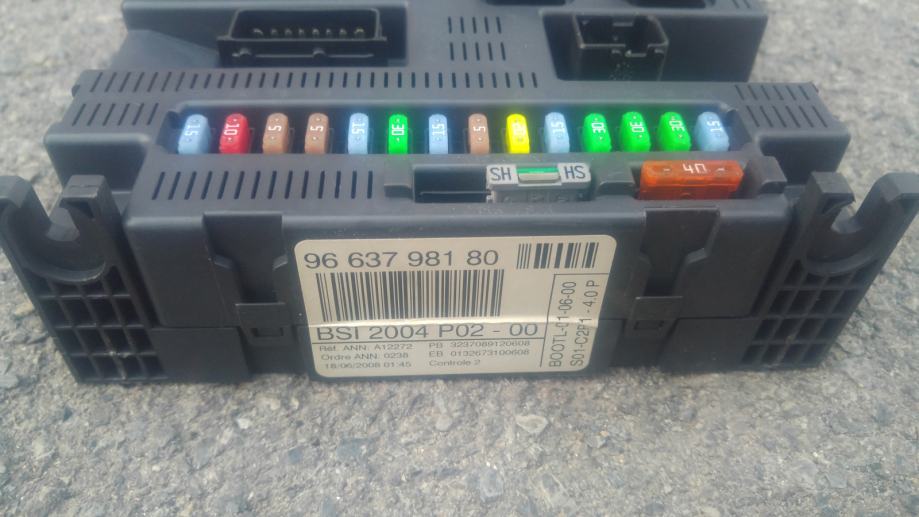 15 10 5 5 15 30 15 5 20 15 30 30 30 15
SH HS
40
96 637 981 80
BSI 2004 P02 - 00
Réf. ANN: A12272 PB 3237089120608
Ordre ANN: 0238 EB 0132673100608
18/06/2008 01:45 Controle 2
BOOTL-01-06-00
S01-C2P1 - 4.0 P